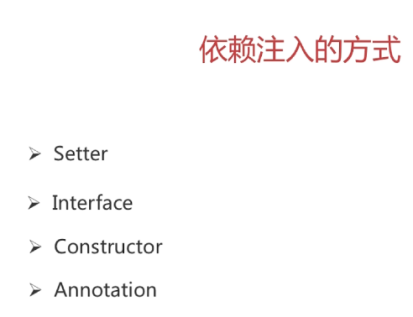 依赖注入的方式
➢ Setter
➢ Interface
➢ Constructor
➢ Annotation